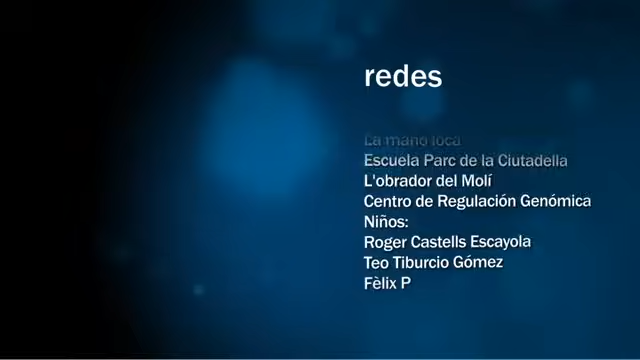 redes
La mano loca
Escuela Parc de la Ciutadella
L'obrador del Molí
Centro de Regulación Genómica
Niños:
Roger Castells Escayola
Teo Tiburcio Gómez
Fèlix P